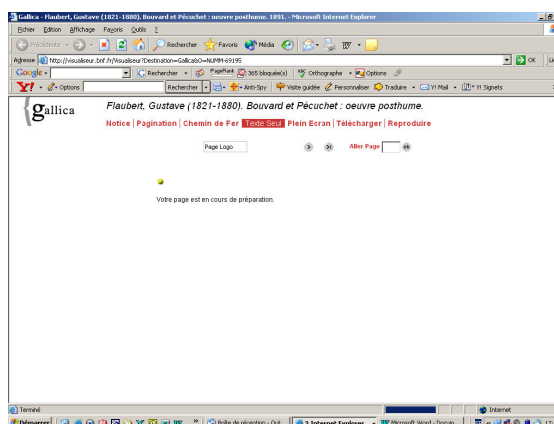 Gallica - Flaubert, Gustave (1821-1880). Bouvard et Pécuchet : oeuvre posthume. 1891. - Microsoft Internet Explorer
Fichier Edition Affichage Favoris Outils ?
Précédente Rechercher Favoris Média
Adresse http://visualiseur.bnf.fr/Visualiseur?Destination=Gallica&O=NUMM-69195 OK
Google Rechercher PageRank 365 bloquée(s) Orthographe Options
Y! Options Rechercher Anti-Spy Visite guidée Personnaliser Traduire Y! Mail Y! Signets
gallica Flaubert, Gustave (1821-1880). Bouvard et Pécuchet : oeuvre posthume.
Notice | Pagination | Chemin de Fer | Texte Seul | Plein Ecran | Télécharger | Reproduire
Page Logo Aller Page ok
Votre page est en cours de préparation.
Terminé Internet
Démarrer Boîte de réception - Out... 2 Internet Explorer Microsoft Word - Docum...